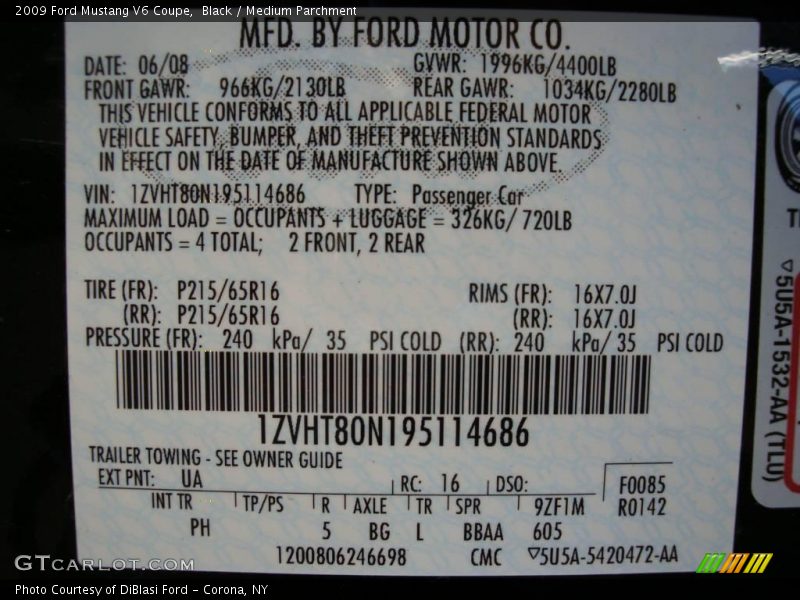 2009 Ford Mustang V6 Coupe,  Black / Medium Parchment
MFD. BY FORD MOTOR CO.
DATE: 06/08 GVWR: 1996KG/4400LB
FRONT GAWR: 966KG/2130LB REAR GAWR: 1034KG/2280LB
THIS VEHICLE CONFORMS TO ALL APPLICABLE FEDERAL MOTOR
VEHICLE SAFETY, BUMPER, AND THEFT PREVENTION STANDARDS
IN EFFECT ON THE DATE OF MANUFACTURE SHOWN ABOVE.
VIN: 1ZVHT80N195114686 TYPE: Passenger Car
MAXIMUM LOAD = OCCUPANTS + LUGGAGE = 326KG/ 720LB
OCCUPANTS = 4 TOTAL; 2 FRONT, 2 REAR
TIRE (FR): P215/65R16 RIMS (FR): 16X7.0J
(RR): P215/65R16 (RR): 16X7.0J
PRESSURE (FR): 240 kPa/ 35 PSI COLD (RR): 240 kPa/ 35 PSI COLD
1ZVHT80N195114686
TRAILER TOWING - SEE OWNER GUIDE
EXT PNT: UA RC: 16 DSO: F0085
INT TR TP/PS R AXLE TR SPR 9ZF1M R0142
PH 5 BG L BBAA 605
1200806246698 CMC 5U5A-5420472-AA
5U5A-1532-AA (TLU)
GTCARLOT.COM
Photo Courtesy of DiBlasi Ford - Corona, NY